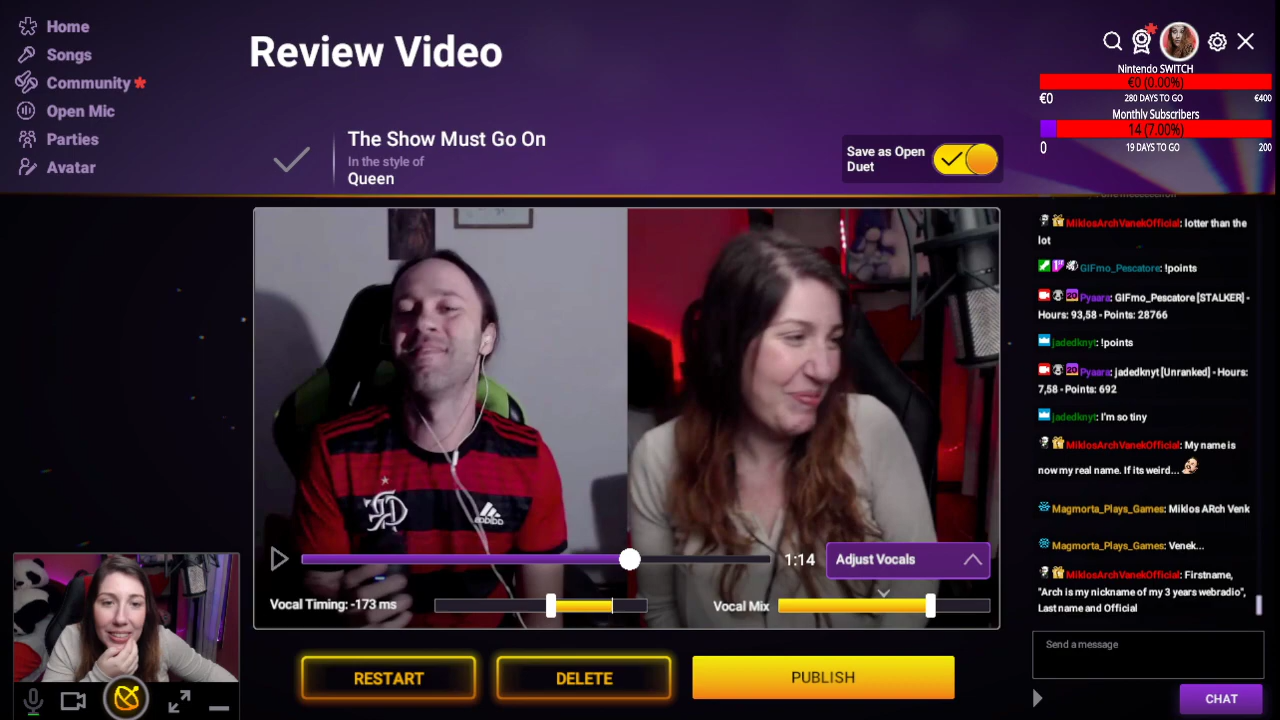 Home
Songs
Community
Open Mic
Parties
Avatar
Review Video
The Show Must Go On
In the style of
Queen
Save as Open
Duet
Nintendo SWITCH
€0 (0.00%)
€0 280 DAYS TO GO €400
Monthly Subscribers
14 (7.00%)
0 19 DAYS TO GO 200
MiklosArchVanekOfficial: lotter than the
lot
GIFmo_Pescatore: !points
Pyaara: GIFmo_Pescatore [STALKER] -
Hours: 93,58 - Points: 28766
jadedknyt: !points
Pyaara: jadedknyt [Unranked] - Hours:
7,58 - Points: 692
jadedknyt: I'm so tiny
MiklosArchVanekOfficial: My name is
now my real name. If its weird...
Magmorta_Plays_Games: Miklos ARch Venk
Magmorta_Plays_Games: Venek...
MiklosArchVanekOfficial: Firstname,
"Arch is my nickname of my 3 years webradio",
Last name and Official
Send a message
CHAT
adidas
1:14
Adjust Vocals
Vocal Timing: -173 ms
Vocal Mix
RESTART
DELETE
PUBLISH